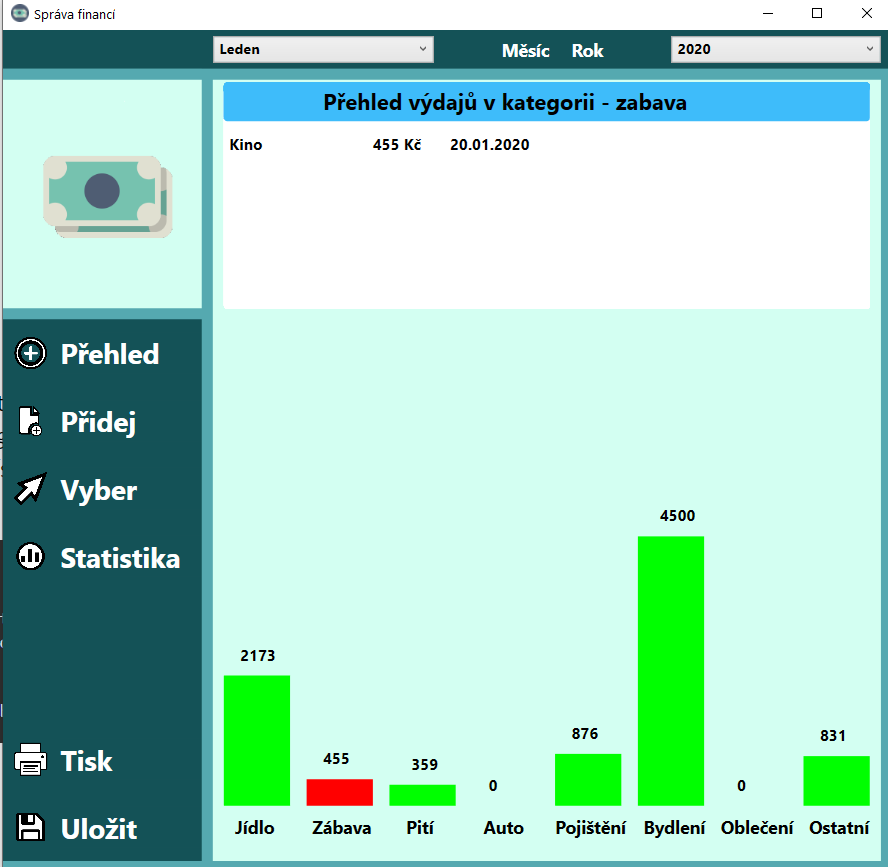 Správa financí
Leden Měsíc Rok 2020
Přehled výdajů v kategorii - zabava
Kino 455 Kč 20.01.2020
Přehled
Přidej
Vyber
Statistika
Tisk
Uložit
4500
2173
876
831
455
359
0
0
Jídlo Zábava Pití Auto Pojištění Bydlení Oblečení Ostatní